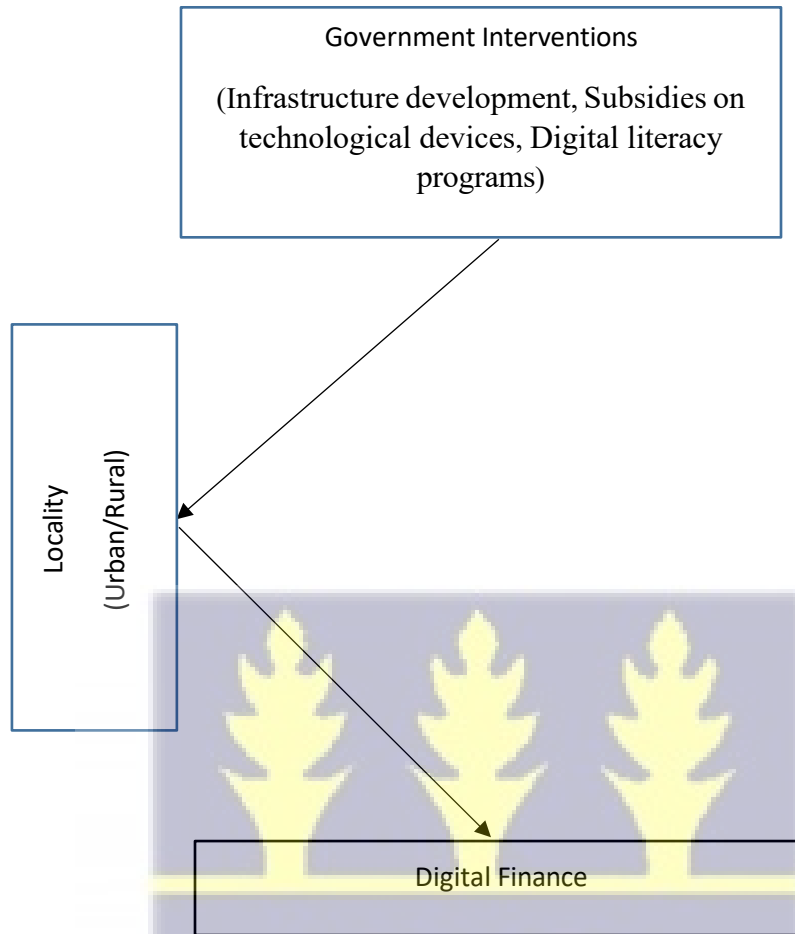 Government Interventions
(Infrastructure development, Subsidies on
technological devices, Digital literacy
programs)
Locality
(Urban/Rural)
Digital Finance